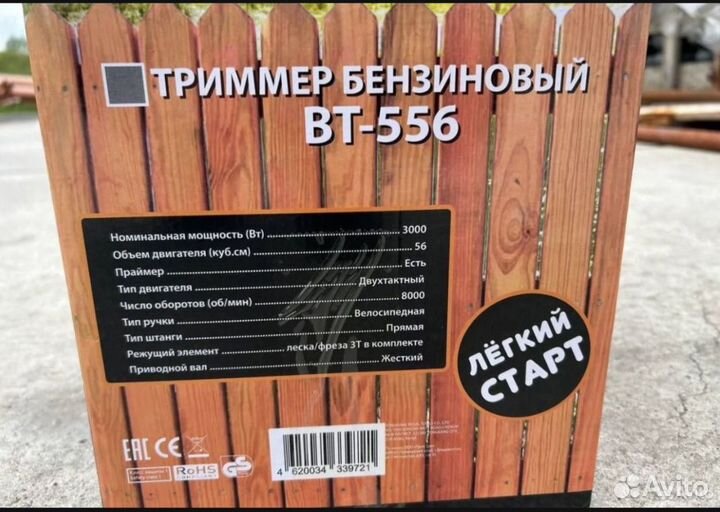 ТРИММЕР БЕНЗИНОВЫЙ
BT-556
Номинальная мощность (Вт) 3000
Объем двигателя (куб.см) 56
Праймер Есть
Тип двигателя Двухтактный
Число оборотов (об/мин) 8000
Тип ручки Велосипедная
Тип штанги Прямая
Режущий элемент леска/фреза 3Т в комплекте
Приводной вал Жесткий
ЛЁГКИЙ
СТАРТ
EAC CE
RoHS
4 620034 339721
Avito